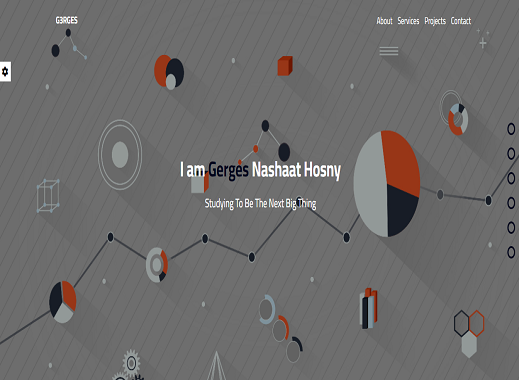 G3RGES
About Services Projects Contact
I am Gerges Nashaat Hosny
Studying To Be The Next Big Thing